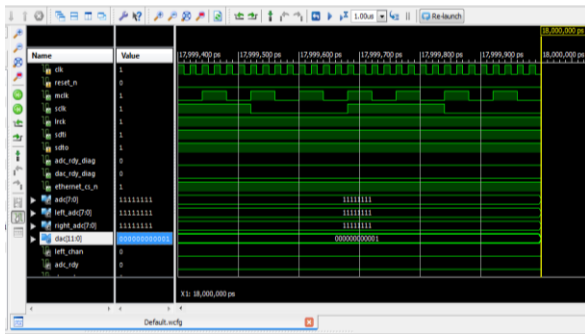 1.00us Re-launch
18,000,000 ps
Name Value 17,999,400 ps 17,999,500 ps 17,999,600 ps 17,999,700 ps 17,999,800 ps 17,999,900 ps 18,000,000 ps
clk 1
reset_n 0
mclk 1
sclk 1
lrck 1
sdti 1
sdto 1
adc_rdy_diag 0
dac_rdy_diag 0
ethernet_cs_n 1
adc[7:0] 11111111 11111111
left_adc[7:0] 11111111 11111111
right_adc[7:0] 11111111 11111111
dac[11:0] 000000000001 000000000001
left_chan 0
adc_rdy 0
X1: 18,000,000 ps
Default.wcfg